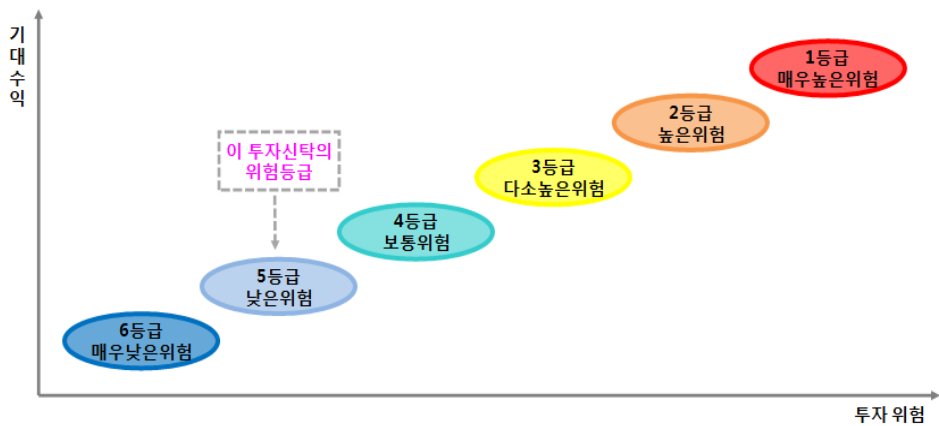 기대수익
1등급
매우높은위험
2등급
높은위험
3등급
다소높은위험
이 투자신탁의
위험등급
4등급
보통위험
5등급
낮은위험
6등급
매우낮은위험
투자 위험